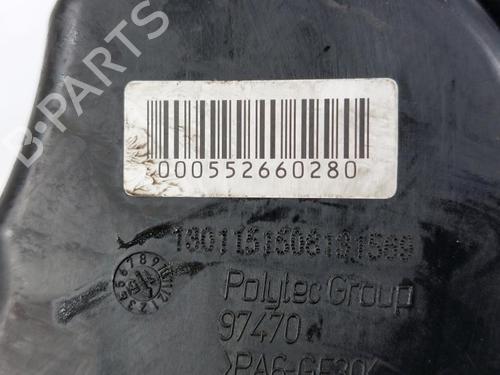 B-PARTS
000552660280
Polytec Group
97470
>PA6-GF30<